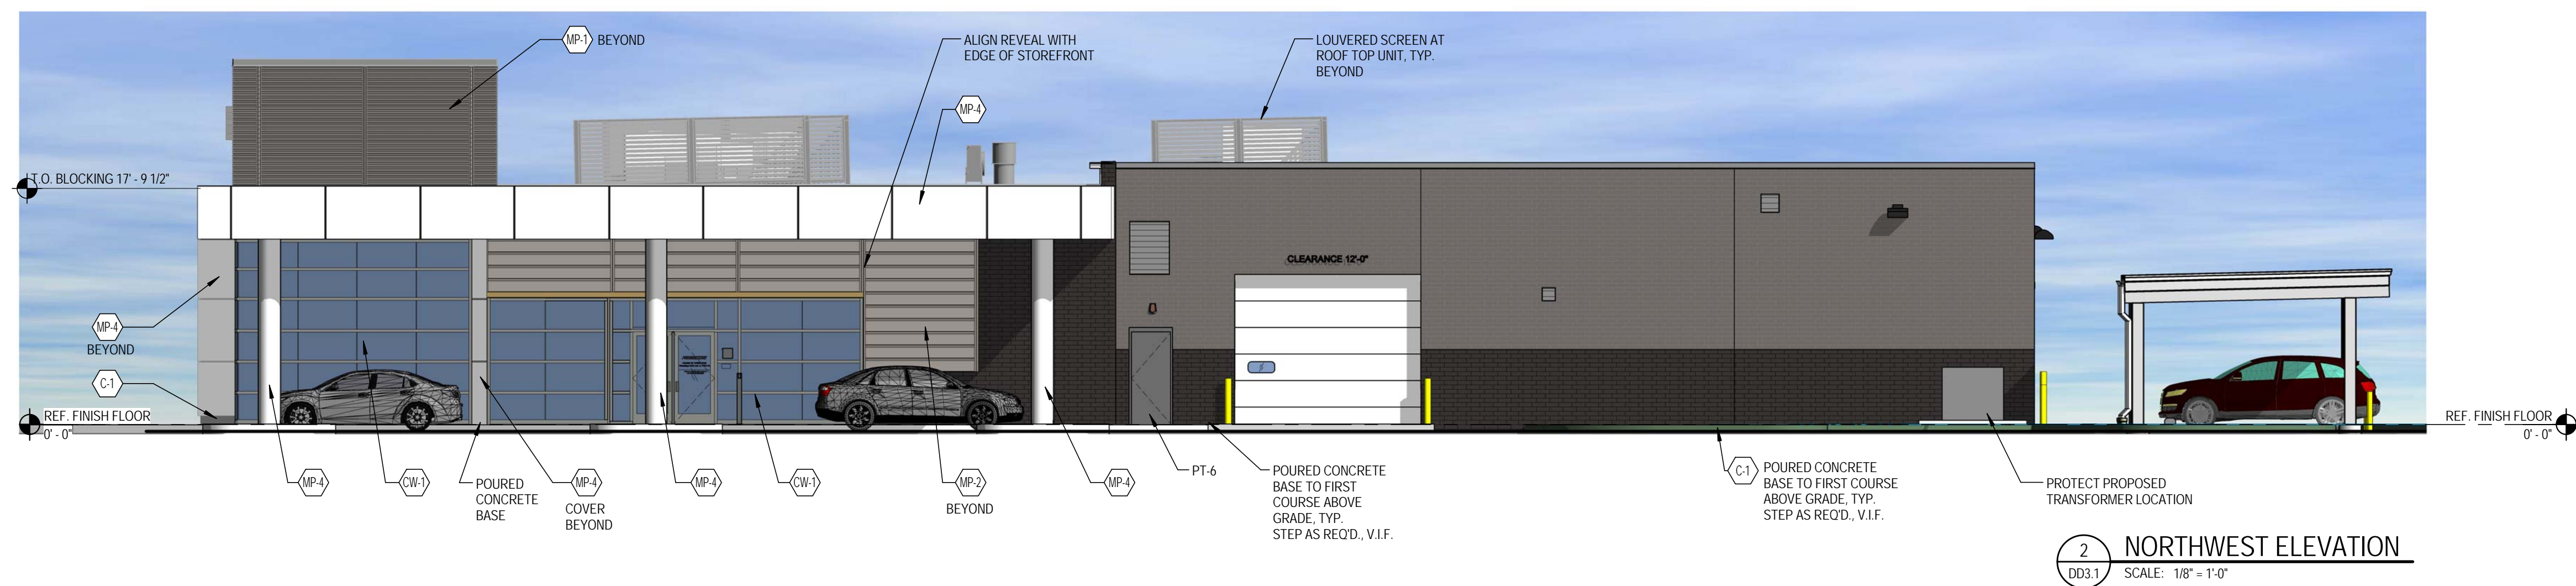 MP-1 BEYOND
ALIGN REVEAL WITH
EDGE OF STOREFRONT
LOUVERED SCREEN AT
ROOF TOP UNIT, TYP.
BEYOND
MP-4
T.O. BLOCKING 17' - 9 1/2"
CLEARANCE 12'-0"
MP-4
BEYOND
C-1
REF. FINISH FLOOR
0' - 0"
REF. FINISH FLOOR
0' - 0"
MP-4
CW-1
POURED
CONCRETE
BASE
MP-4
COVER
BEYOND
MP-4
CW-1
MP-2
BEYOND
MP-4
PT-6
POURED CONCRETE
BASE TO FIRST
COURSE ABOVE
GRADE, TYP.
STEP AS REQ'D., V.I.F.
C-1
POURED CONCRETE
BASE TO FIRST COURSE
ABOVE GRADE, TYP.
STEP AS REQ'D., V.I.F.
PROTECT PROPOSED
TRANSFORMER LOCATION
2
DD3.1
NORTHWEST ELEVATION
SCALE: 1/8" = 1'-0"